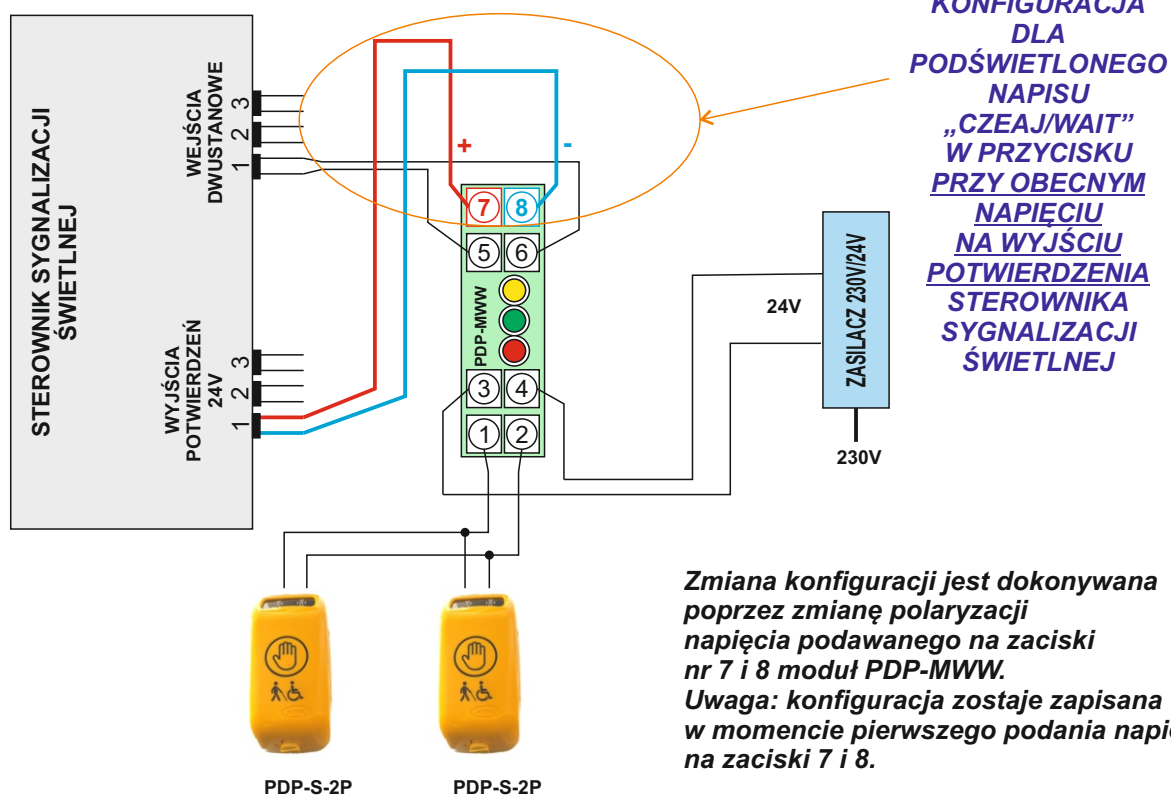 KONFIGURACJA
DLA
PODŚWIETLONEGO
NAPISU
„CZEAJ/WAIT”
W PRZYCISKU
PRZY OBECNYM
NAPIĘCIU
NA WYJŚCIU
POTWIERDZENIA
STEROWNIKA
SYGNALIZACJI
ŚWIETLNEJ
STEROWNIK SYGNALIZACJI
ŚWIETLNEJ
WEJŚCIA
DWUSTANOWE
3
2
1
WYJŚCIA
POTWIERDZEŃ
24V
3
2
1
+
-
7 8
5 6
PDP-MWW
3 4
1 2
24V
ZASILACZ 230V/24V
230V
PDP-S-2P
PDP-S-2P
Zmiana konfiguracji jest dokonywana
poprzez zmianę polaryzacji
napięcia podawanego na zaciski
nr 7 i 8 moduł PDP-MWW.
Uwaga: konfiguracja zostaje zapisana
w momencie pierwszego podania
na zaciski 7 i 8.